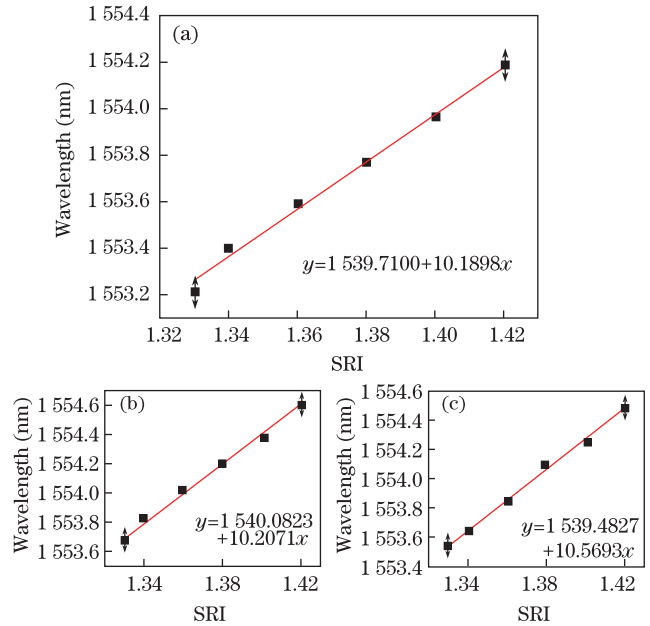 (a)
Wavelength (nm)
1 554.4
1 554.2
1 554.0
1 553.8
1 553.6
1 553.4
1 553.2
y=1 539.7100+10.1898x
1.32 1.34 1.36 1.38 1.40 1.42
SRI
(b)
Wavelength (nm)
1 554.6
1 554.4
1 554.2
1 554.0
1 553.8
1 553.6
y=1 540.0823
+10.2071x
1.34 1.38 1.42
SRI
(c)
Wavelength (nm)
1 554.6
1 554.4
1 554.2
1 554.0
1 553.8
1 553.6
1 553.4
y=1 539.4827
+10.5693x
1.34 1.38 1.42
SRI